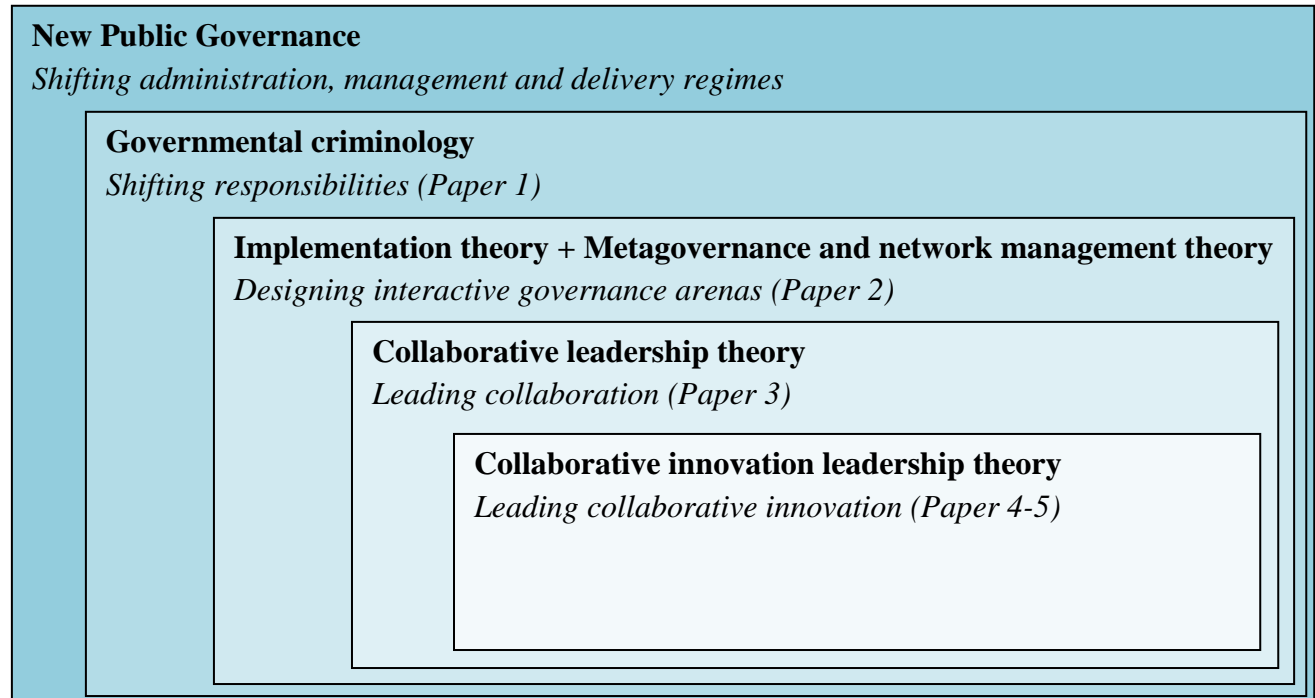 New Public Governance
Shifting administration, management and delivery regimes
Governmental criminology
Shifting responsibilities (Paper 1)
Implementation theory + Metagovernance and network management theory
Designing interactive governance arenas (Paper 2)
Collaborative leadership theory
Leading collaboration (Paper 3)
Collaborative innovation leadership theory
Leading collaborative innovation (Paper 4-5)